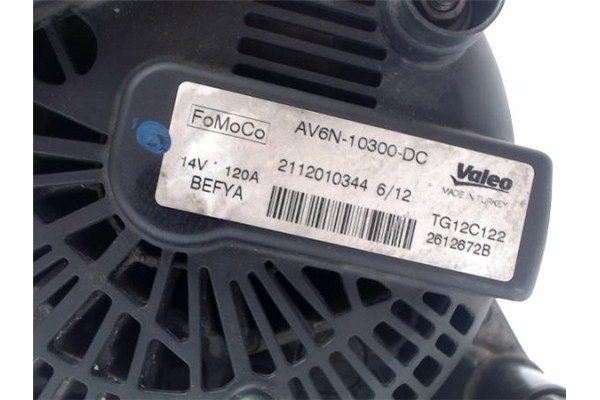 FoMoCo
AV6N-10300-DC
14V 120A
BEFYA
2112010344 6/12
Valeo
MADE IN TURKEY
TG12C122
2612672B